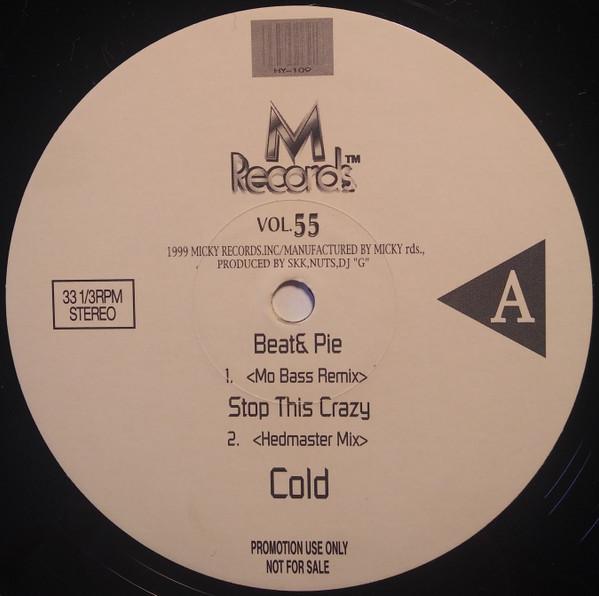 HY-109
M
Records™
VOL.55
1999 MICKY RECORDS.INC/MANUFACTURED BY MICKY rds.,
PRODUCED BY SKK,NUTS,DJ "G"
33 1/3RPM
STEREO
A
Beat& Pie
1. <Mo Bass Remix>
Stop This Crazy
2. <Hedmaster Mix>
Cold
PROMOTION USE ONLY
NOT FOR SALE